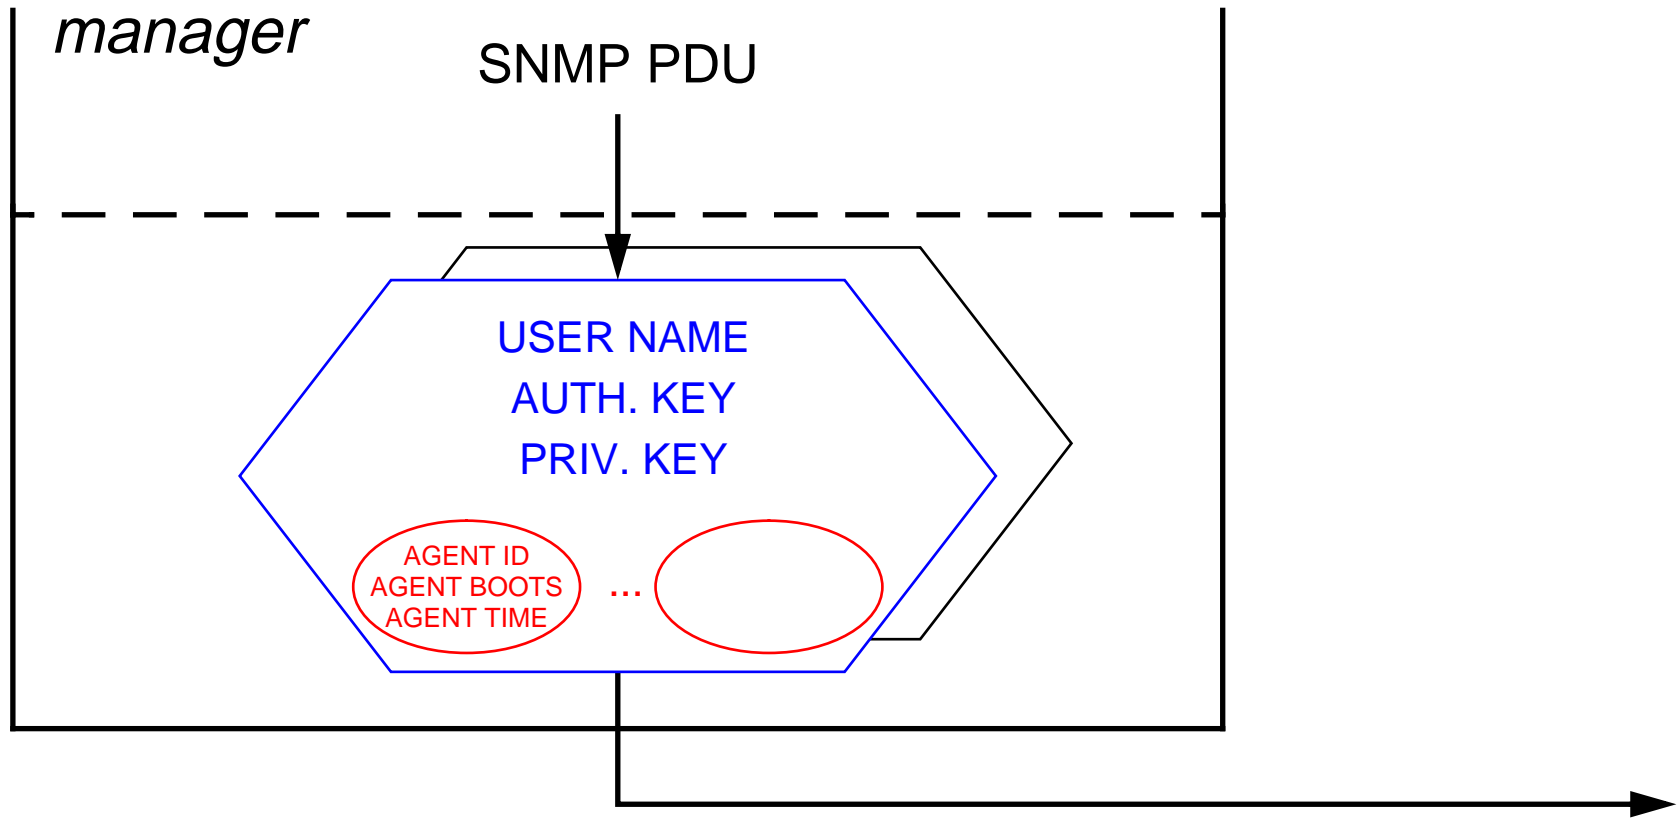 manager
SNMP PDU
USER NAME
AUTH. KEY
PRIV. KEY
AGENT ID
AGENT BOOTS
AGENT TIME
...